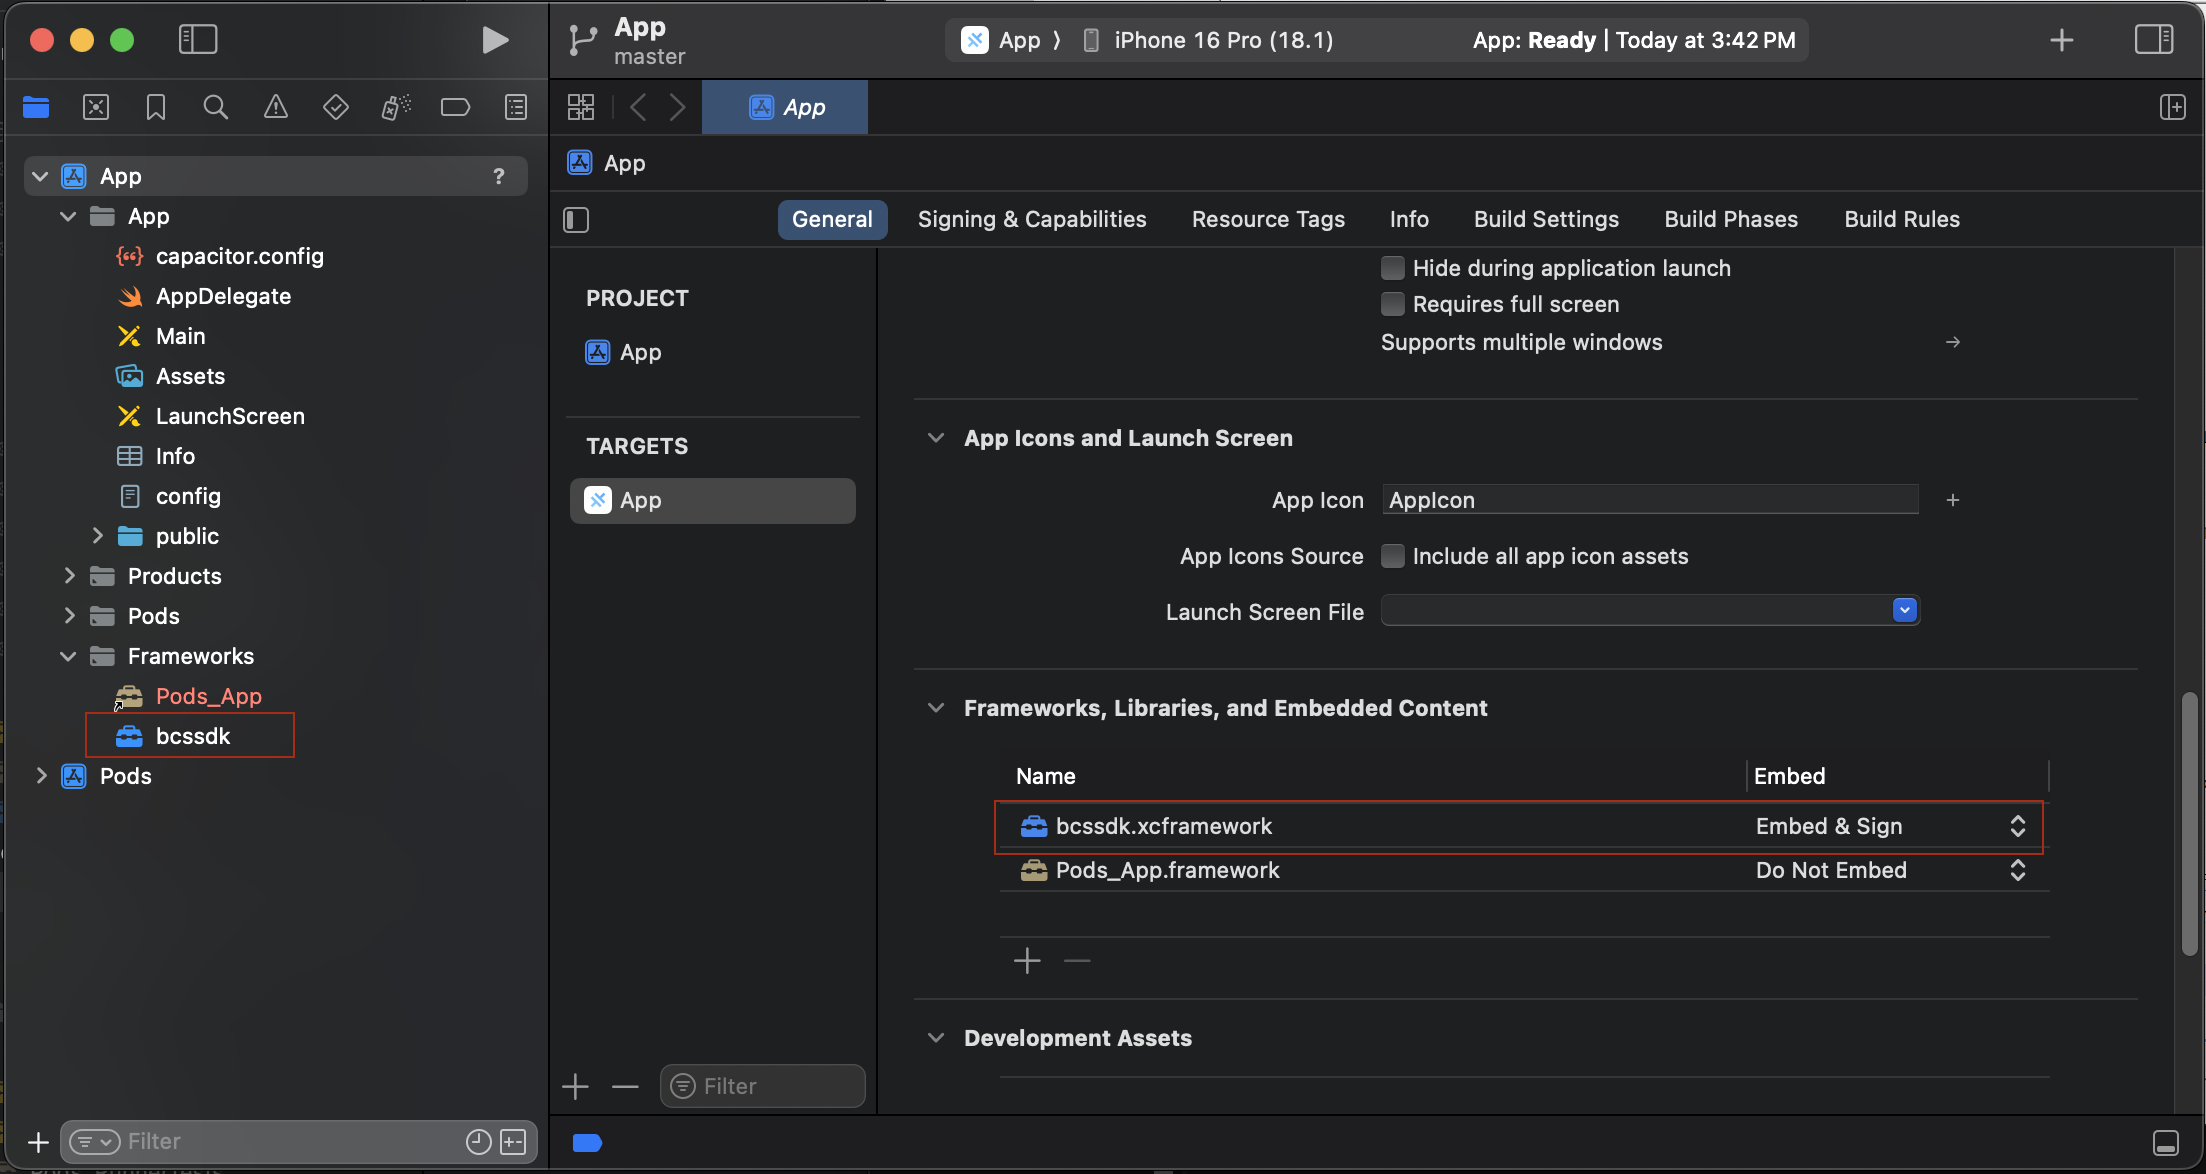 App
master
App
iPhone 16 Pro (18.1)
App: Ready | Today at 3:42 PM
App
App
?
App
capacitor.config
AppDelegate
Main
Assets
LaunchScreen
Info
config
public
Products
Pods
Frameworks
Pods_App
bcssdk
Pods
Filter
App
General
Signing & Capabilities
Resource Tags
Info
Build Settings
Build Phases
Build Rules
PROJECT
App
TARGETS
App
Filter
Hide during application launch
Requires full screen
Supports multiple windows
App Icons and Launch Screen
App Icon
AppIcon
App Icons Source
Include all app icon assets
Launch Screen File
Frameworks, Libraries, and Embedded Content
Name
Embed
bcssdk.xcframework
Embed & Sign
Pods_App.framework
Do Not Embed
Development Assets